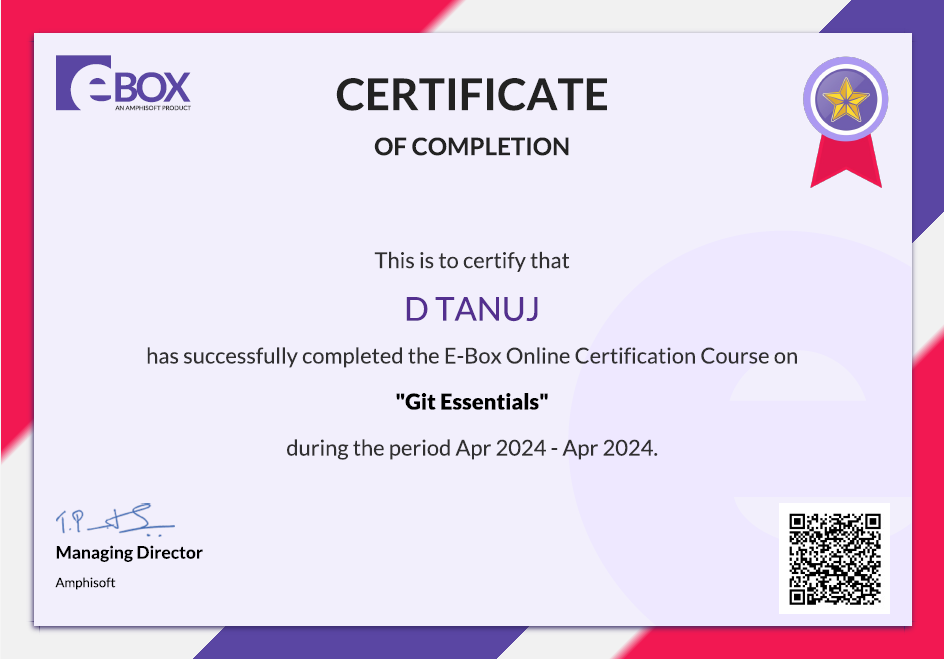 eBOX
AN AMPHISOFT PRODUCT
CERTIFICATE
OF COMPLETION
This is to certify that
D TANUJ
has successfully completed the E-Box Online Certification Course on
"Git Essentials"
during the period Apr 2024 - Apr 2024.
Managing Director
Amphisoft